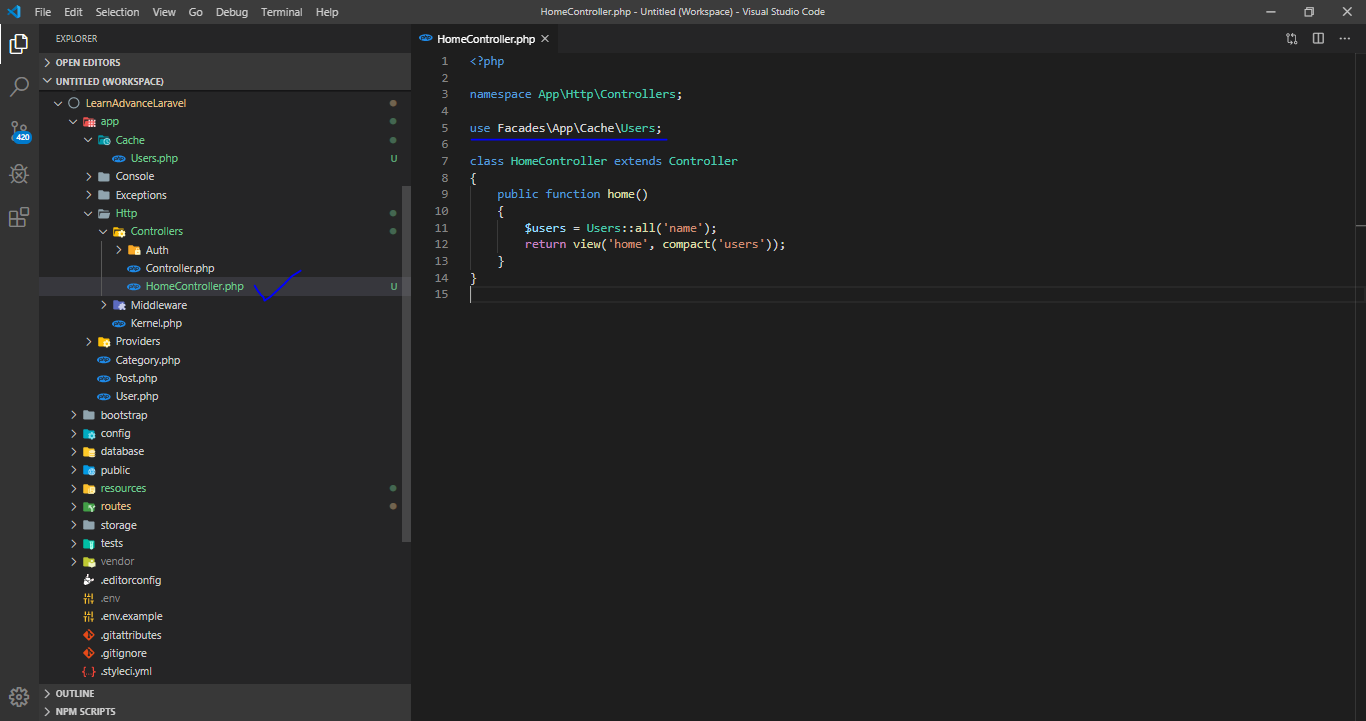 File Edit Selection View Go Debug Terminal Help
HomeController.php - Untitled (Workspace) - Visual Studio Code
EXPLORER
OPEN EDITORS
UNTITLED (WORKSPACE)
LearnAdvanceLaravel
app
Cache
Users.php U
Console
Exceptions
Http
Controllers
Auth
Controller.php
HomeController.php U
Middleware
Kernel.php
Providers
Category.php
Post.php
User.php
bootstrap
config
database
public
resources
routes
storage
tests
vendor
.editorconfig
.env
.env.example
.gitattributes
.gitignore
.styleci.yml
OUTLINE
NPM SCRIPTS
420
HomeController.php
1 <?php
2
3 namespace App\Http\Controllers;
4
5 use Facades\App\Cache\Users;
6
7 class HomeController extends Controller
8 {
9 public function home()
10 {
11 $users = Users::all('name');
12 return view('home', compact('users'));
13 }
14 }
15